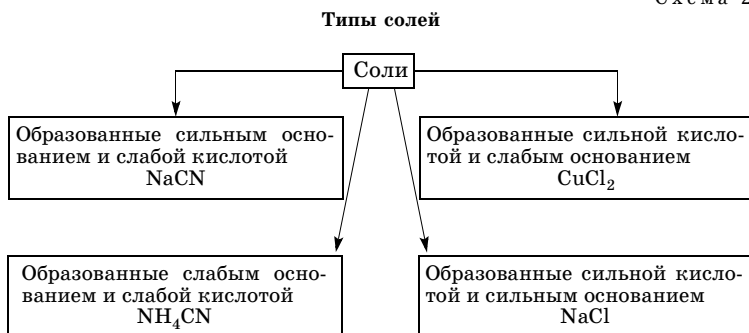 Схема 2
Типы солей
Соли
Образованные сильным осно-
ванием и слабой кислотой
NaCN
Образованные сильной кисло-
той и слабым основанием
CuCl₂
Образованные слабым осно-
ванием и слабой кислотой
NH₄CN
Образованные сильной кисло-
той и сильным основанием
NaCl